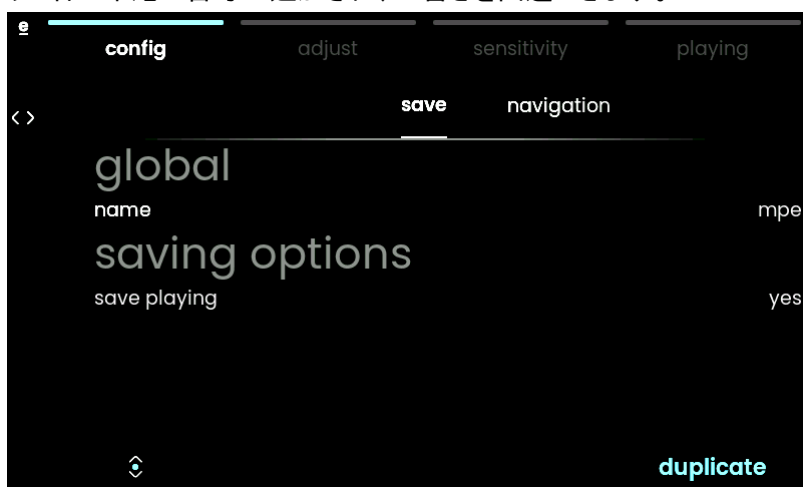 e
config adjust sensitivity playing
save navigation
< >
global
name mpe
saving options
save playing yes
duplicate